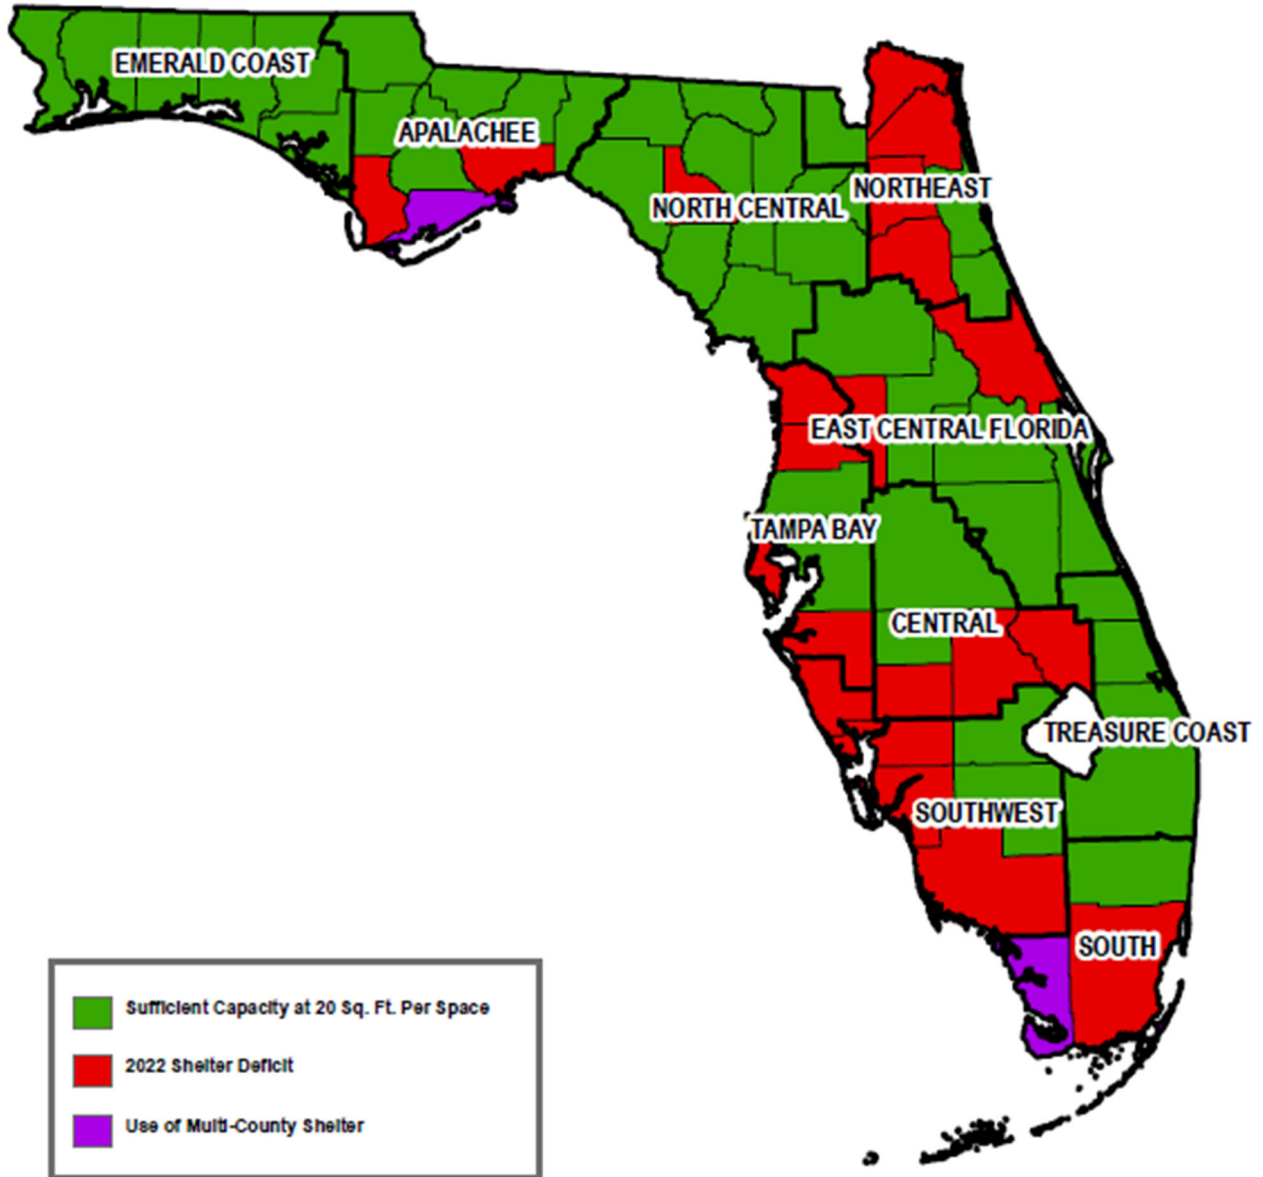 EMERALD COAST
APALACHEE
NORTHEAST
NORTH CENTRAL
EAST CENTRAL FLORIDA
TAMPA BAY
CENTRAL
TREASURE COAST
SOUTHWEST
SOUTH
Sufficient Capacity at 20 Sq. Ft. Per Space
2022 Shelter Deficit
Use of Multi-County Shelter